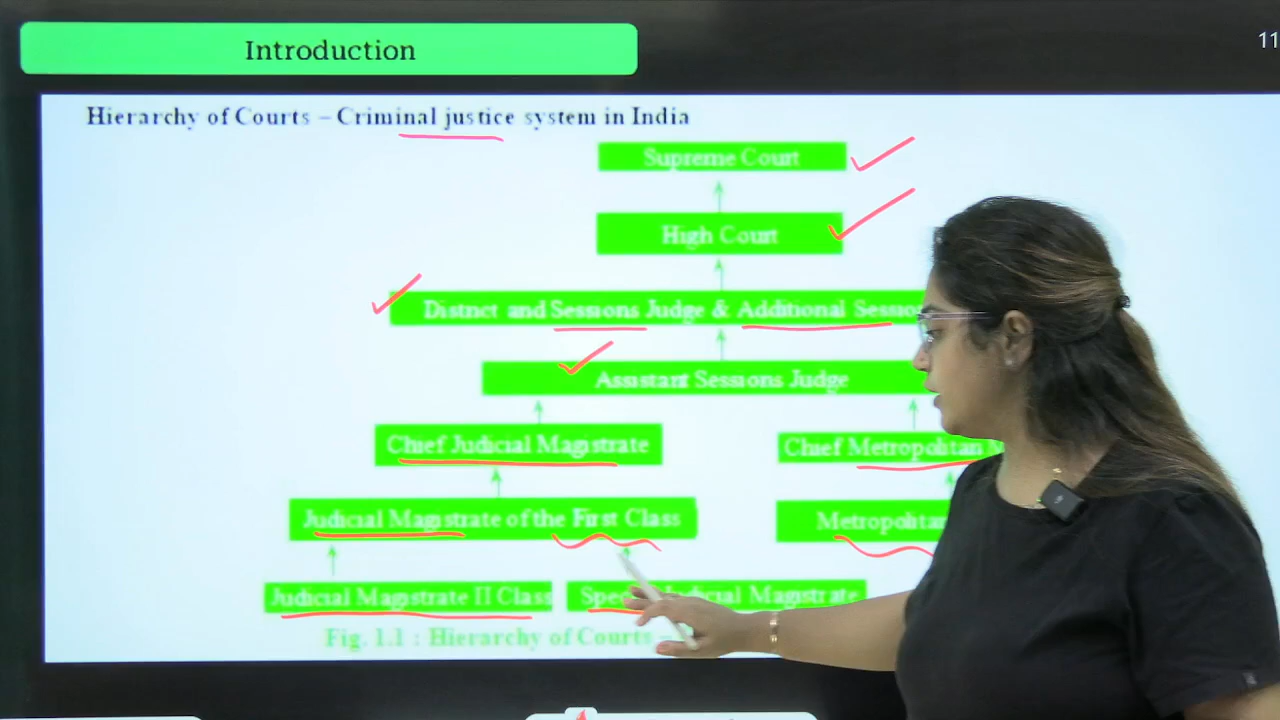 Introduction
11
Hierarchy of Courts – Criminal justice system in India
Supreme Court
High Court
District and Sessions Judge & Additional
Assistant Sessions Judge
Chief Judicial Magistrate
Chief Metropolitan
Judicial Magistrate of the First Class
Judicial Magistrate II Class
Judicial Magistrate
Fig. 1.1 : Hierarchy of Courts –